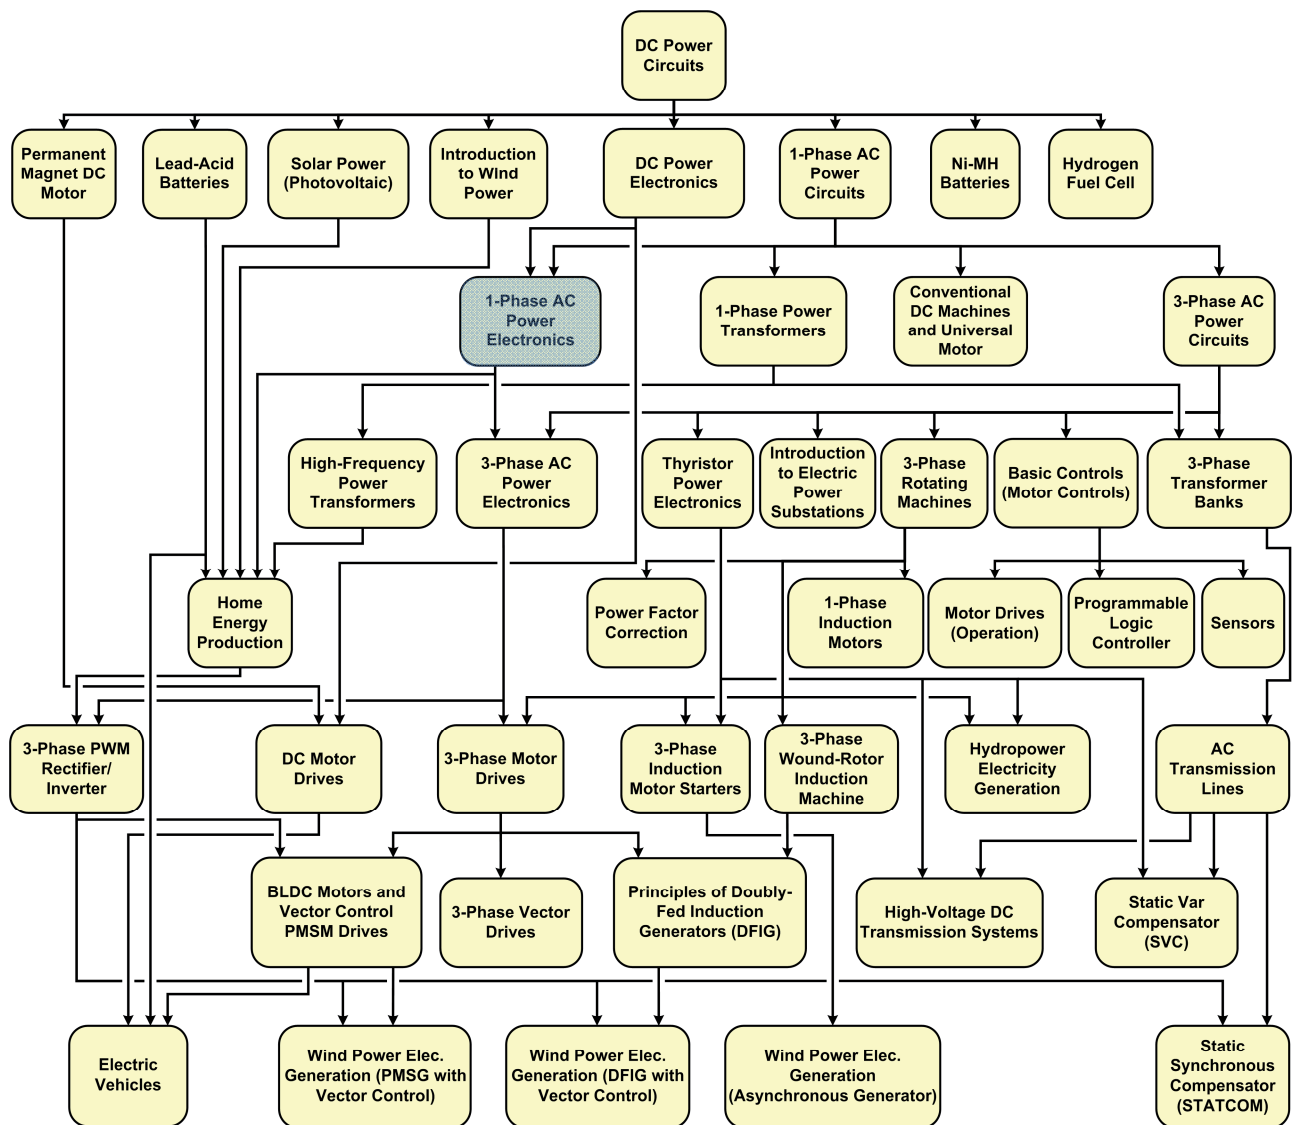 DC Power
Circuits
Permanent
Magnet DC
Motor
Lead-Acid
Batteries
Solar Power
(Photovoltaic)
Introduction
to Wind
Power
DC Power
Electronics
1-Phase AC
Power
Circuits
Ni-MH
Batteries
Hydrogen
Fuel Cell
1-Phase AC
Power
Electronics
1-Phase Power
Transformers
Conventional
DC Machines
and Universal
Motor
3-Phase AC
Power
Circuits
High-Frequency
Power
Transformers
3-Phase AC
Power
Electronics
Thyristor
Power
Electronics
Introduction
to Electric
Power
Substations
3-Phase
Rotating
Machines
Basic Controls
(Motor Controls)
3-Phase
Transformer
Banks
Home
Energy
Production
Power Factor
Correction
1-Phase
Induction
Motors
Motor Drives
(Operation)
Programmable
Logic
Controller
Sensors
3-Phase PWM
Rectifier/
Inverter
DC Motor
Drives
3-Phase Motor
Drives
3-Phase
Induction
Motor Starters
3-Phase
Wound-Rotor
Induction
Machine
Hydropower
Electricity
Generation
AC
Transmission
Lines
BLDC Motors and
Vector Control
PMSM Drives
3-Phase Vector
Drives
Principles of Doubly-
Fed Induction
Generators (DFIG)
High-Voltage DC
Transmission Systems
Static Var
Compensator
(SVC)
Electric
Vehicles
Wind Power Elec.
Generation (PMSG with
Vector Control)
Wind Power Elec.
Generation (DFIG with
Vector Control)
Wind Power Elec.
Generation
(Asynchronous Generator)
Static
Synchronous
Compensator
(STATCOM)